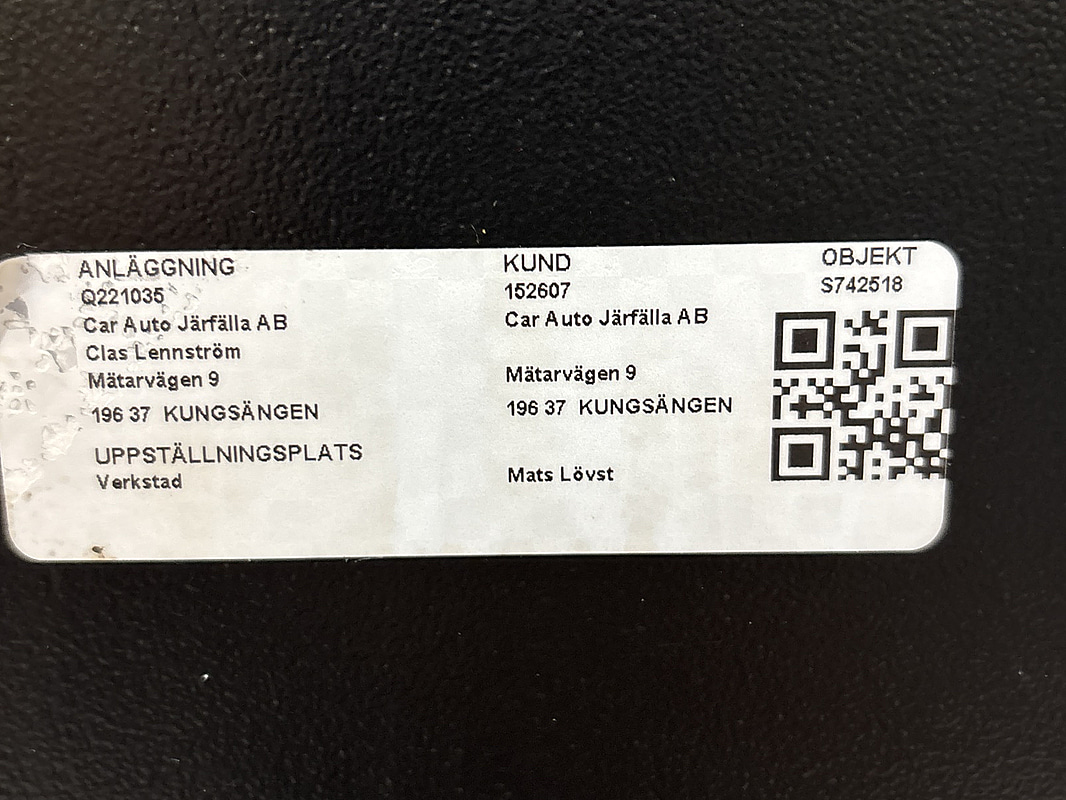 ANLÄGGNING
Q221035
Car Auto Järfälla AB
Clas Lennström
Mätarvägen 9
196 37 KUNGSÄNGEN
UPPSTÄLLNINGSPLATS
Verkstad
KUND
152607
Car Auto Järfälla AB
Mätarvägen 9
196 37 KUNGSÄNGEN
Mats Lövst
OBJEKT
S742518